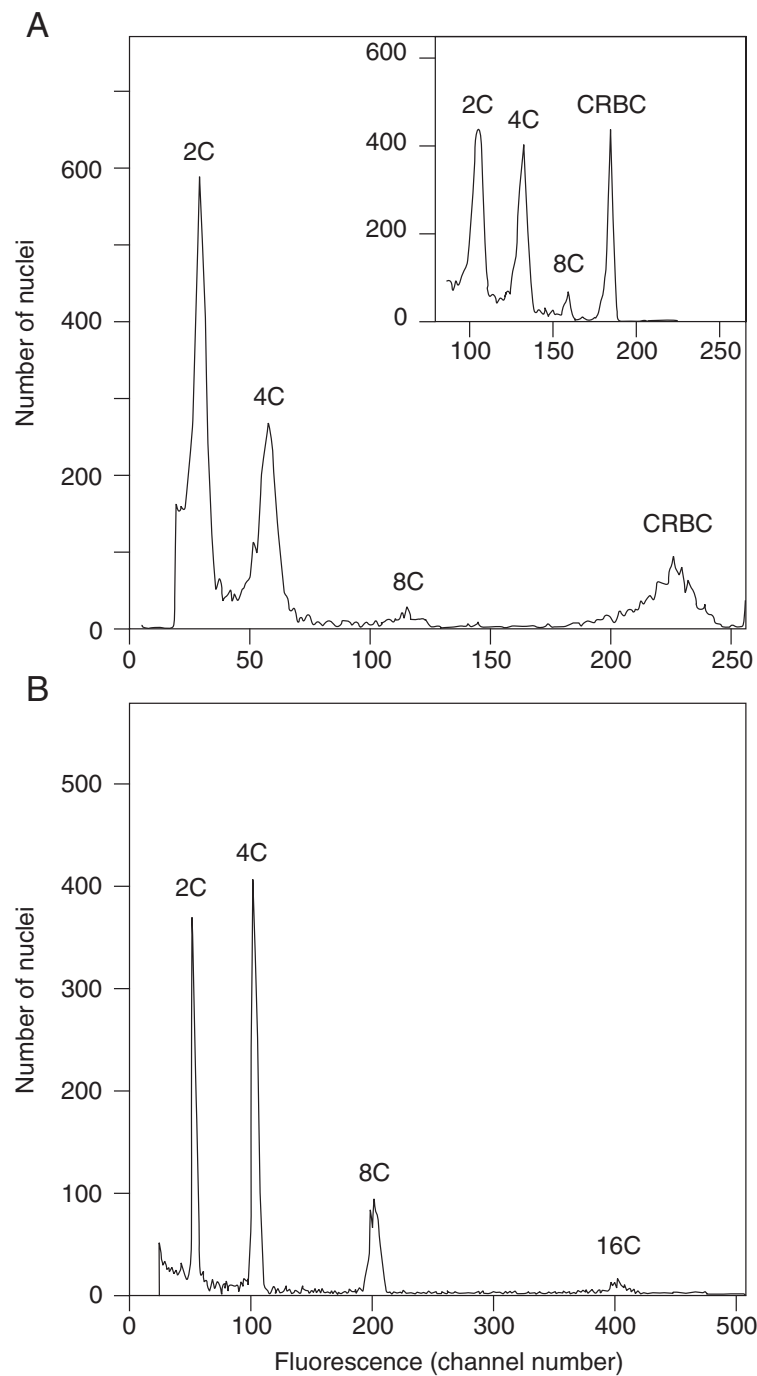 A
Number of nuclei
600
400
200
0
2C
4C
8C
CRBC
0 50 100 150 200 250
600
400
200
0
2C
4C
8C
CRBC
100 150 200 250
B
Number of nuclei
500
400
300
200
100
0
2C
4C
8C
16C
0 100 200 300 400 500
Fluorescence (channel number)